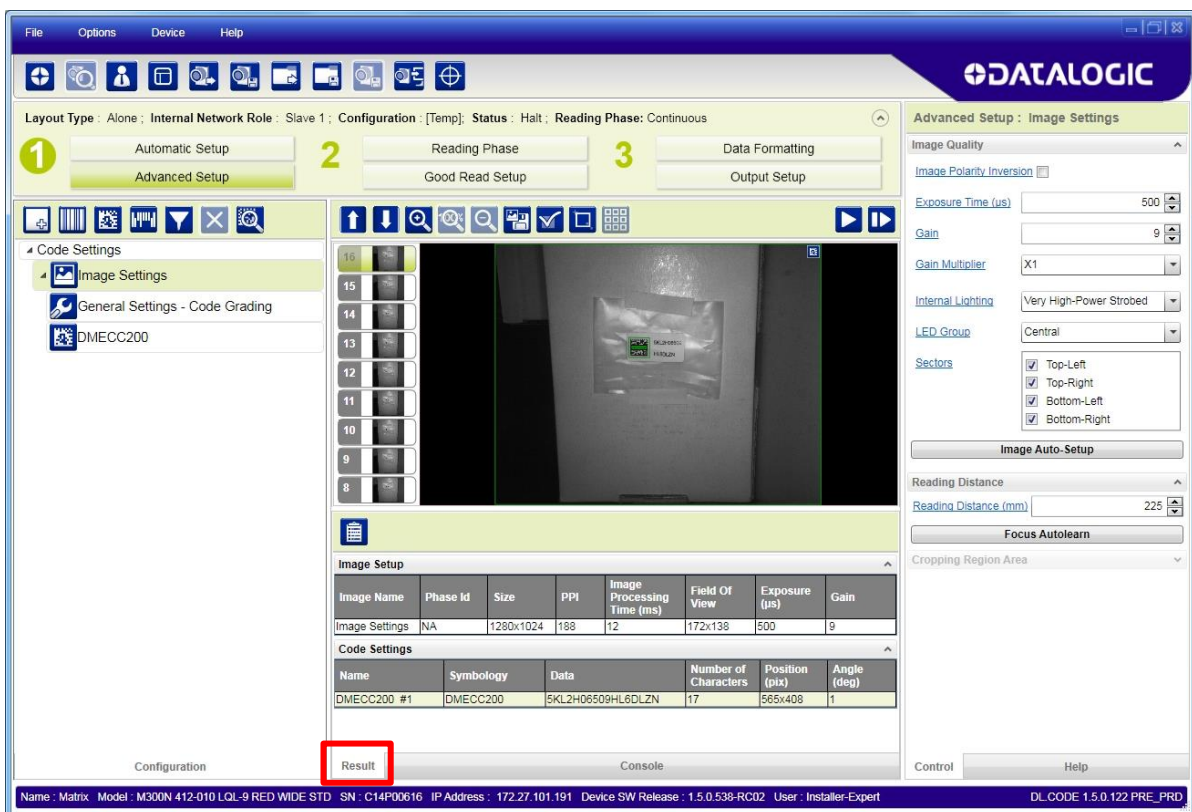 File Options Device Help
DATALOGIC
Layout Type : Alone ; Internal Network Role : Slave 1 ; Configuration : [Temp]; Status : Halt ; Reading Phase: Continuous
1 Automatic Setup 2 Reading Phase 3 Data Formatting
Advanced Setup Good Read Setup Output Setup
Code Settings
Image Settings
General Settings - Code Grading
DMECC200
Configuration
16
15
14
13
12
11
10
9
8
Image Setup
Image Name Phase Id Size PPI Image Processing Time (ms) Field Of View Exposure (µs) Gain
Image Settings NA 1280x1024 188 12 172x138 500 9
Code Settings
Name Symbology Data Number of Characters Position (pix) Angle (deg)
DMECC200 #1 DMECC200 5KL2H06509HL6DLZN 17 565x408 1
Result Console
Advanced Setup : Image Settings
Image Quality
Image Polarity Inversion
Exposure Time (µs) 500
Gain 9
Gain Multiplier X1
Internal Lighting Very High-Power Strobed
LED Group Central
Sectors Top-Left
Top-Right
Bottom-Left
Bottom-Right
Image Auto-Setup
Reading Distance
Reading Distance (mm) 225
Focus Autolearn
Cropping Region Area
Control Help
Name : Matrix Model : M300N 412-010 LQL-9 RED WIDE STD SN : C14P00616 IP Address : 172.27.101.191 Device SW Release : 1.5.0.538-RC02 User : Installer-Expert DL.CODE 1.5.0.122 PRE_PRD